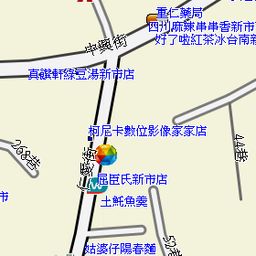 重仁藥局
四川麻辣串串香新市
好了啦紅茶冰台南新
中興街
真饌軒綠豆湯新市店
柯尼卡數位影像家家店
44巷
268巷
仁愛街
屈臣氏新市店
土魠魚羹
52巷
姑婆仔陽春麵